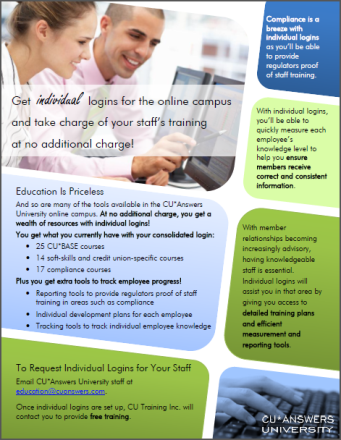 Get individual logins for the online campus
and take charge of your staff's training
at no additional charge!
Compliance is a
breeze with
individual logins
as you'll be able
to provide
regulators proof
of staff training.
With individual logins,
you'll be able to
quickly measure each
employee's
knowledge level to
help you ensure
members receive
correct and consistent
information.
Education Is Priceless
And so are many of the tools available in the CU*Answers
University online campus. At no additional charge, you get a
wealth of resources with individual logins!
You get what you currently have with your consolidated login:
• 25 CU*BASE courses
• 14 soft-skills and credit union-specific courses
• 17 compliance courses
Plus you get extra tools to track employee progress!
• Reporting tools to provide regulators proof of staff
training in areas such as compliance
• Individual development plans for each employee
• Tracking tools to track individual employee knowledge
With member
relationships becoming
increasingly advisory,
having knowledgeable
staff is essential.
Individual logins will
assist you in that area by
giving you access to
detailed training plans
and efficient
measurement and
reporting tools.
To Request Individual Logins for Your Staff
Email CU*Answers University staff at
education@cuanswers.com.
Once individual logins are set up, CU Training Inc. will
contact you to provide free training.
CU*ANSWERS
UNIVERSITY